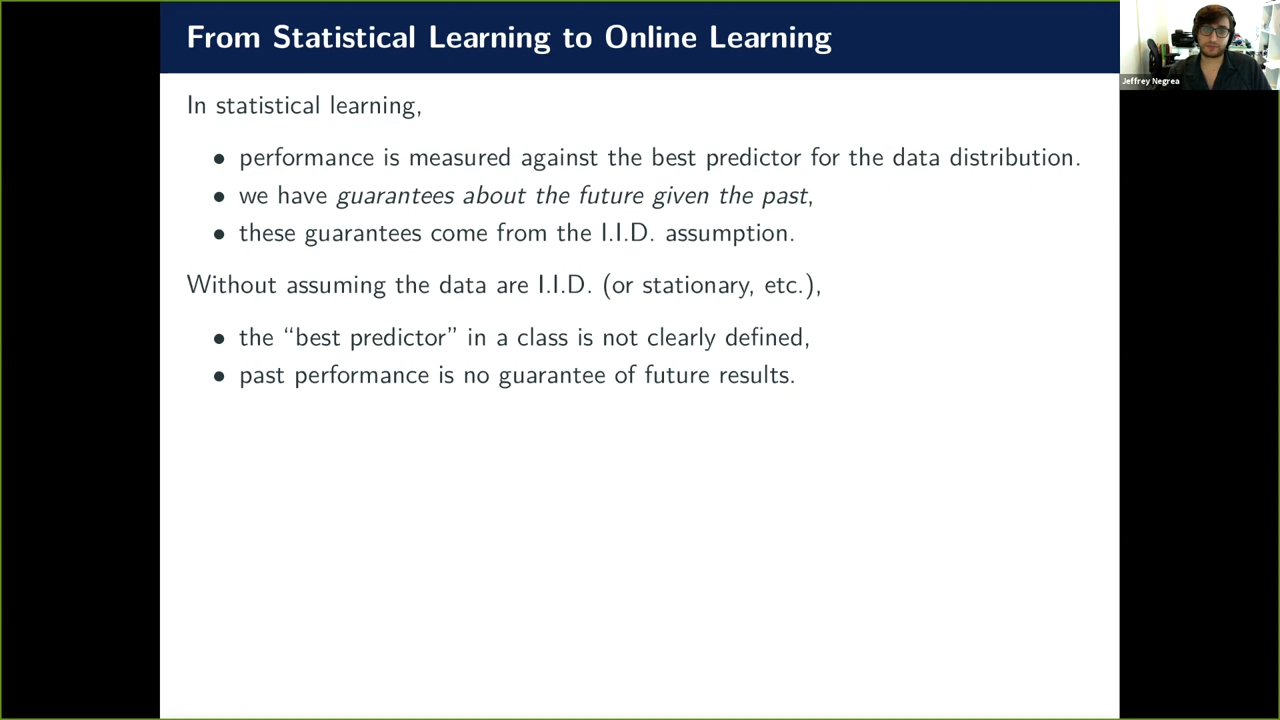 From Statistical Learning to Online Learning
Jeffrey Negrea
In statistical learning,
• performance is measured against the best predictor for the data distribution.
• we have guarantees about the future given the past,
• these guarantees come from the I.I.D. assumption.
Without assuming the data are I.I.D. (or stationary, etc.),
• the “best predictor” in a class is not clearly defined,
• past performance is no guarantee of future results.